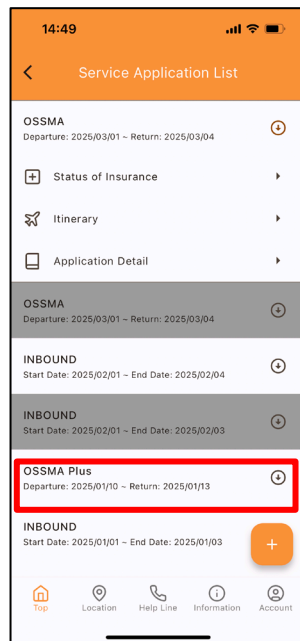 14:49
Service Application List
OSSMA
Departure: 2025/03/01 ~ Return: 2025/03/04
Status of Insurance
Itinerary
Application Detail
OSSMA
Departure: 2025/03/01 ~ Return: 2025/03/04
INBOUND
Start Date: 2025/02/01 ~ End Date: 2025/02/04
INBOUND
Start Date: 2025/02/01 ~ End Date: 2025/02/03
OSSMA Plus
Departure: 2025/01/10 ~ Return: 2025/01/13
INBOUND
Start Date: 2025/01/01 ~ End Date: 2025/01/03
Top Location Help Line Information Account